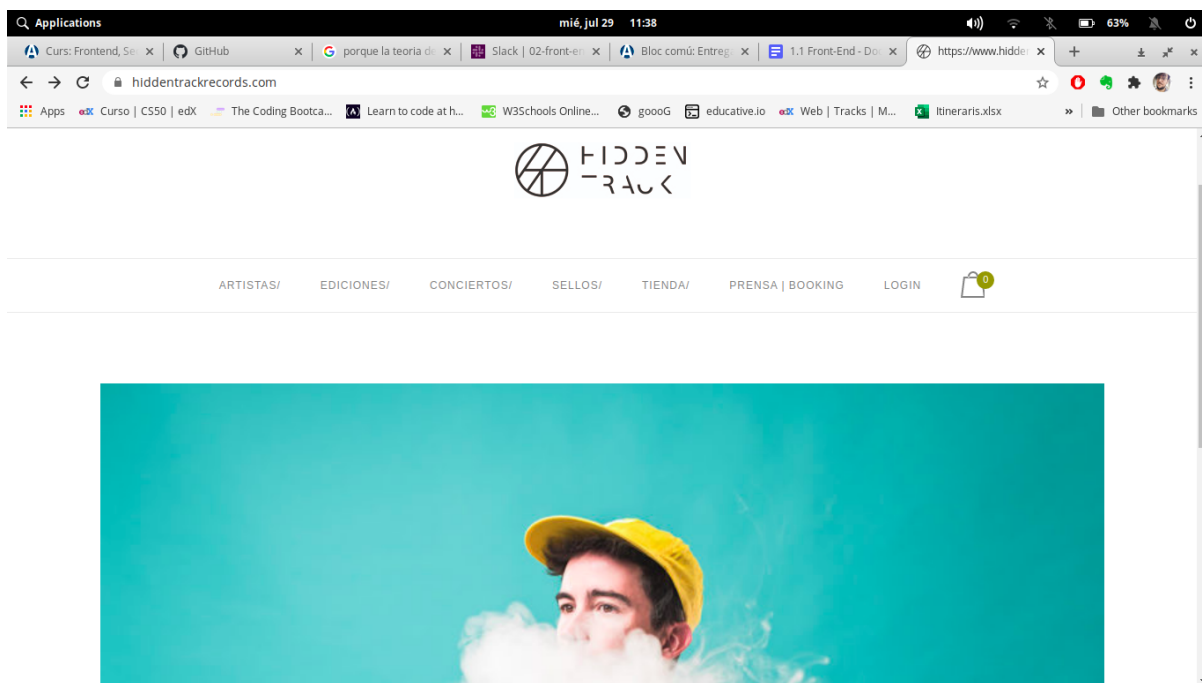 Applications
mié, jul 29 11:38
63%
Curs: Frontend, Se
GitHub
porque la teoria de
Slack | 02-front-en
Bloc comú: Entrega
1.1 Front-End - Do
https://www.hidden
hiddentrackrecords.com
Apps
Curso | CS50 | edX
The Coding Bootca...
Learn to code at h...
W3Schools Online...
goooG
educative.io
Web | Tracks | M...
Itineraris.xlsx
»
Other bookmarks
HIDDEN
TRACK
ARTISTAS/
EDICIONES/
CONCIERTOS/
SELLOS/
TIENDA/
PRENSA | BOOKING
LOGIN
0